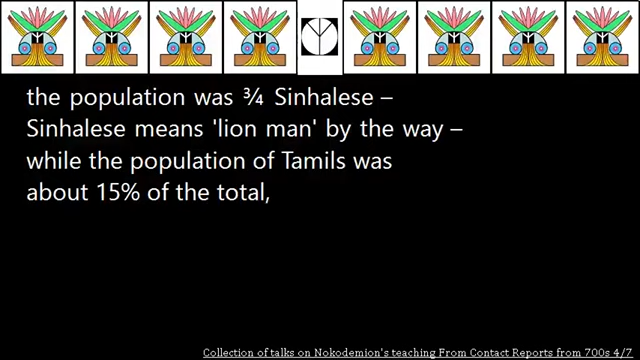 the population was ¾ Sinhalese –
Sinhalese means 'lion man' by the way –
while the population of Tamils was
about 15% of the total,
Collection of talks on Nokodemion's teaching From Contact Reports from 700s 4/7